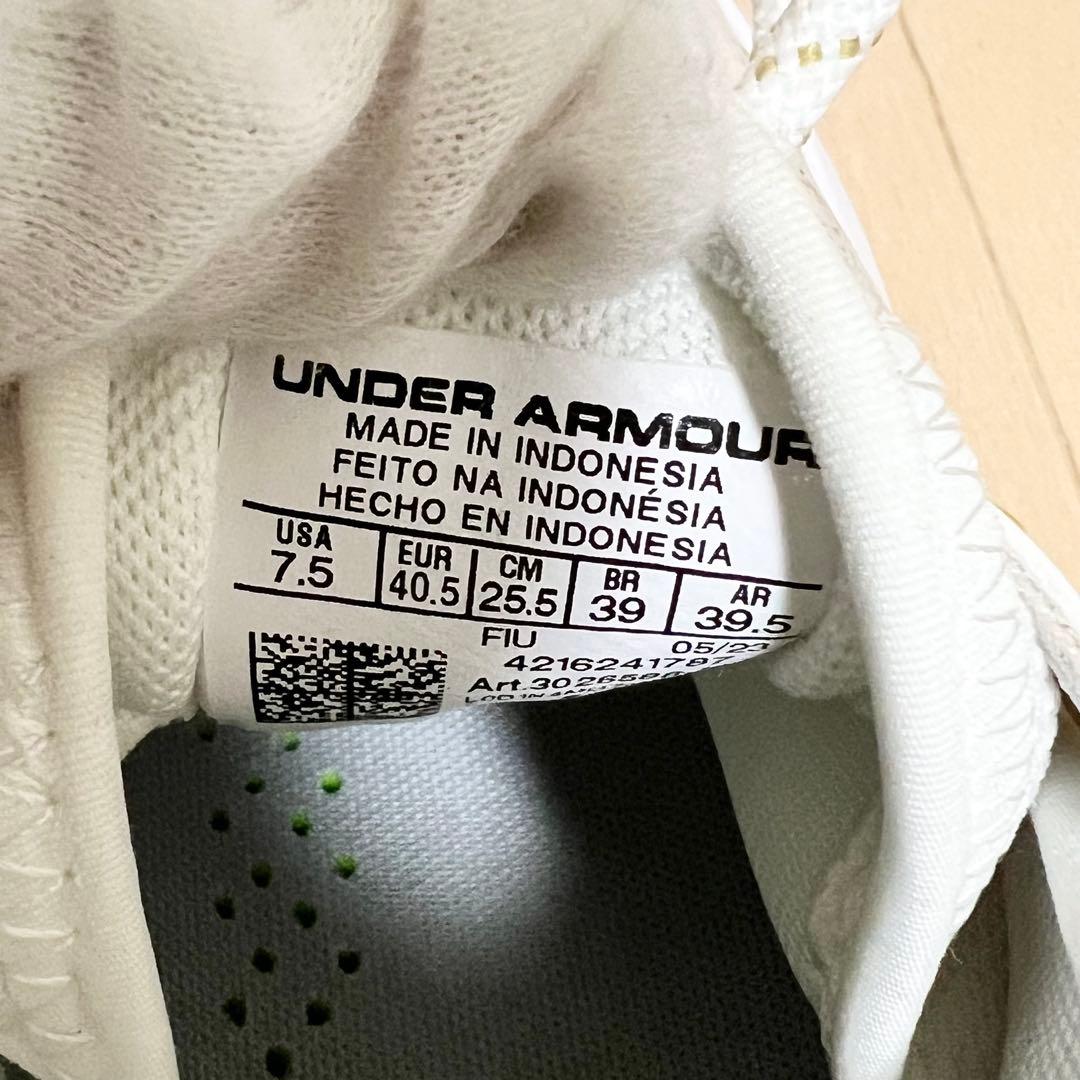 UNDER ARMOUR
MADE IN INDONESIA
FEITO NA INDONÉSIA
HECHO EN INDONESIA
USA EUR CM BR AR
7.5 40.5 25.5 39 39.5
FIU 05/23
4216241797